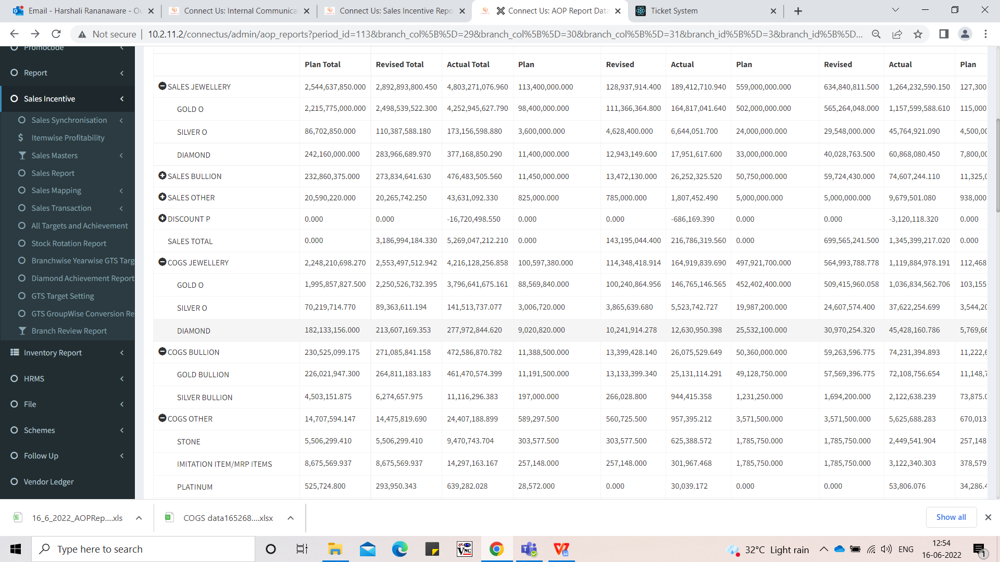 Email - Harshali Rananaware - Ou
Connect Us: Internal Communica
Connect Us: Sales Incentive Repo
Connect Us: AOP Report Data
Ticket System
Not secure
10.2.11.2/connectus/admin/aop_reports?period_id=113&branch_col%5B%5D=29&branch_col%5B%5D=30&branch_col%5B%5D=31&branch_id%5B%5D=3&branch_id%5B%5D...
Promocode
Report
Sales Incentive
Sales Synchronisation
$ Itemwise Profitability
Sales Masters
Sales Report
Sales Mapping
Sales Transaction
All Targets and Achievement
Stock Rotation Report
Branchwise Yearwise GTS Targ
Diamond Achievement Report
GTS Target Setting
GTS GroupWise Conversion Re
Branch Review Report
Inventory Report
HRMS
File
Schemes
Follow Up
Vendor Ledger
Plan Total Revised Total Actual Total Plan Revised Actual Plan Revised Actual Plan
SALES JEWELLERY 2,544,637,850.000 2,892,893,800.450 4,803,271,076.960 113,400,000.000 128,937,914.400 189,412,710.940 559,000,000.000 634,840,811.500 1,264,232,590.150 127,300
GOLD O 2,215,775,000.000 2,498,539,522.300 4,252,945,627.790 98,400,000.000 111,366,364.800 164,817,041.640 502,000,000.000 565,264,048.000 1,157,599,588.610 115,000
SILVER O 86,702,850.000 110,387,588.180 173,156,598.880 3,600,000.000 4,628,400.000 6,644,051.700 24,000,000.000 29,548,000.000 45,764,921.090 4,500,00
DIAMOND 242,160,000.000 283,966,689.970 377,168,850.290 11,400,000.000 12,943,149.600 17,951,617.600 33,000,000.000 40,028,763.500 60,868,080.450 7,800,00
SALES BULLION 232,860,375.000 273,834,641.630 476,483,505.560 11,450,000.000 13,472,130.000 26,252,325.520 50,750,000.000 59,724,430.000 74,607,244.110 11,325,0
SALES OTHER 20,590,220.000 20,265,742.250 43,631,092.330 825,000.000 785,000.000 1,807,452.490 5,000,000.000 5,000,000.000 9,679,501.080 938,000
DISCOUNT P 0.000 0.000 -16,720,498.550 0.000 0.000 -686,169.390 0.000 0.000 -3,120,118.320 0.000
SALES TOTAL 0.000 3,186,994,184.330 5,269,047,212.210 0.000 143,195,044.400 216,786,319.560 0.000 699,565,241.500 1,345,399,217.020 0.000
COGS JEWELLERY 2,248,210,698.270 2,553,497,512.942 4,216,128,256.858 100,597,380.000 114,348,418.914 164,919,839.690 497,921,700.000 564,993,788.778 1,119,884,978.191 112,468
GOLD O 1,995,857,827.500 2,250,526,732.395 3,796,641,675.161 88,569,840.000 100,240,864.956 146,765,146.565 452,402,400.000 509,415,960.058 1,036,834,562.706 103,155
SILVER O 70,219,714.770 89,363,611.194 141,513,737.077 3,006,720.000 3,865,639.680 5,523,742.727 19,987,200.000 24,607,574.400 37,622,254.699 3,544,20
DIAMOND 182,133,156.000 213,607,169.353 277,972,844.620 9,020,820.000 10,241,914.278 12,630,950.398 25,532,100.000 30,970,254.320 45,428,160.786 5,769,66
COGS BULLION 230,525,099.175 271,085,841.158 472,586,870.782 11,388,500.000 13,399,428.140 26,075,529.649 50,360,000.000 59,263,596.775 74,231,394.893 11,222,6
GOLD BULLION 226,021,947.300 264,811,183.183 461,470,574.399 11,191,500.000 13,133,399.340 25,131,114.291 49,128,750.000 57,569,396.775 72,108,756.654 11,148,7
SILVER BULLION 4,503,151.875 6,274,657.975 11,116,296.383 197,000.000 266,028.800 944,415.358 1,231,250.000 1,694,200.000 2,122,638.239 73,875.0
COGS OTHER 14,707,594.147 14,475,819.690 24,407,188.899 589,297.500 560,725.500 957,395.212 3,571,500.000 3,571,500.000 5,625,688.283 670,013
STONE 5,506,299.410 5,506,299.410 9,470,743.704 303,577.500 303,577.500 625,388.572 1,785,750.000 1,785,750.000 2,449,541.904 257,148
IMITATION ITEM/MRP ITEMS 8,675,569.937 8,675,569.937 14,297,163.167 257,148.000 257,148.000 301,967.468 1,785,750.000 1,785,750.000 3,122,340.303 378,579
PLATINUM 525,724.800 293,950.343 639,282.028 28,572.000 0.000 30,039.172 0.000 0.000 53,806.076 34,286.4
16_6_2022_AOPRep....xls
COGS data165268....xlsx
Show all
Type here to search
VNC
32°C Light rain
ENG
12:54
16-06-2022
1